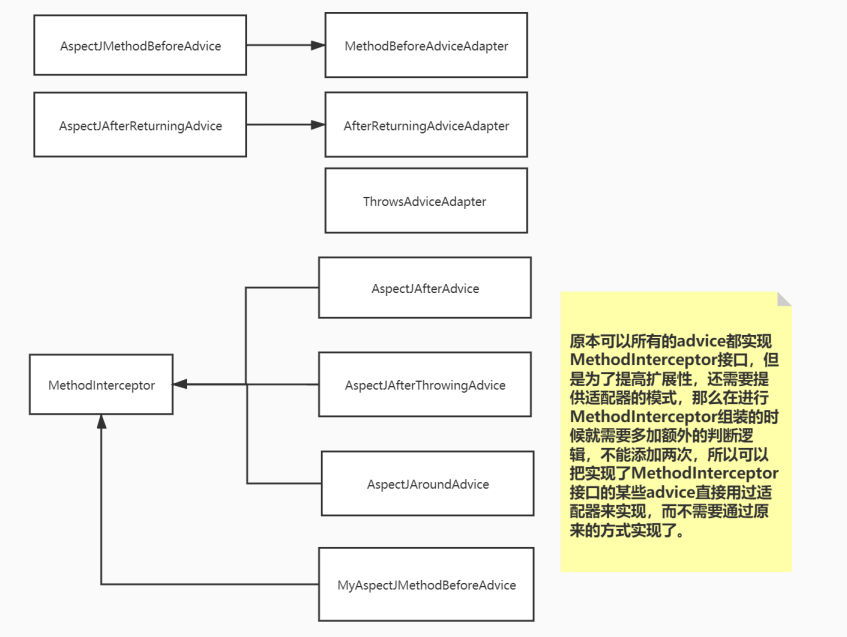 AspectJMethodBeforeAdvice
MethodBeforeAdviceAdapter
AspectJAfterReturningAdvice
AfterReturningAdviceAdapter
ThrowsAdviceAdapter
AspectJAfterAdvice
MethodInterceptor
AspectJAfterThrowingAdvice
AspectJAroundAdvice
MyAspectJMethodBeforeAdvice
原本可以所有的advice都实现
MethodInterceptor接口，但
是为了提高扩展性，还需要提
供适配器的模式，那么在进行
MethodInterceptor组装的时
候就需要多加额外的判断逻
辑，不能添加两次，所以可以
把实现了MethodInterceptor
接口的某些advice直接用过适
配器来实现，而不需要通过原
来的方式实现了。